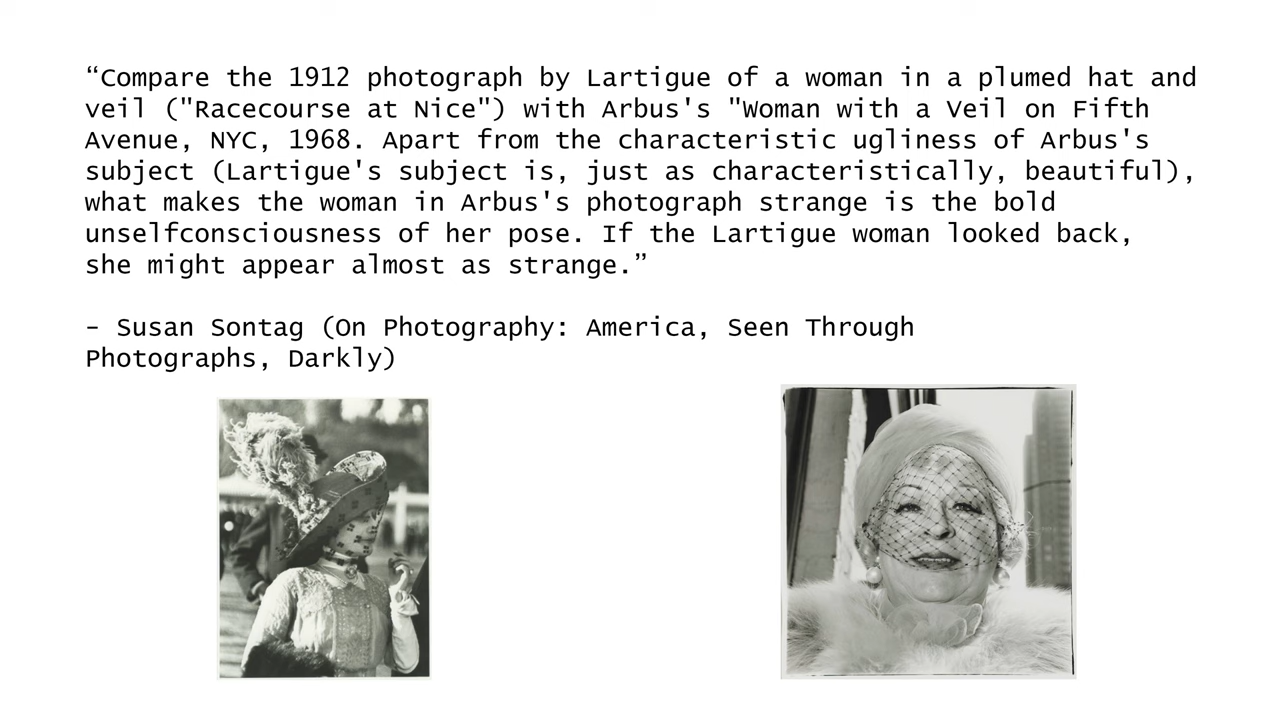 “Compare the 1912 photograph by Lartigue of a woman in a plumed hat and
veil ("Racecourse at Nice") with Arbus's "Woman with a Veil on Fifth
Avenue, NYC, 1968. Apart from the characteristic ugliness of Arbus's
subject (Lartigue's subject is, just as characteristically, beautiful),
what makes the woman in Arbus's photograph strange is the bold
unselfconsciousness of her pose. If the Lartigue woman looked back,
she might appear almost as strange.”
– Susan Sontag (On Photography: America, Seen Through
Photographs, Darkly)